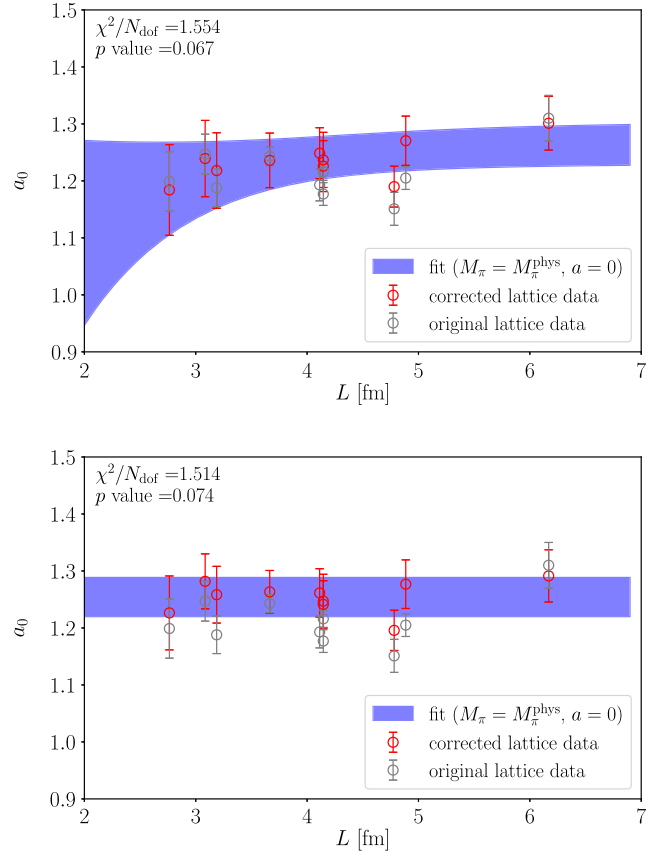 χ²/N_dof =1.554
p value =0.067
1.5
1.4
1.3
1.2
1.1
1.0
0.9
a₀
fit (M_π = M_π^phys, a = 0)
corrected lattice data
original lattice data
2 3 4 5 6 7
L [fm]
χ²/N_dof =1.514
p value =0.074
1.5
1.4
1.3
1.2
1.1
1.0
0.9
a₀
fit (M_π = M_π^phys, a = 0)
corrected lattice data
original lattice data
2 3 4 5 6 7
L [fm]